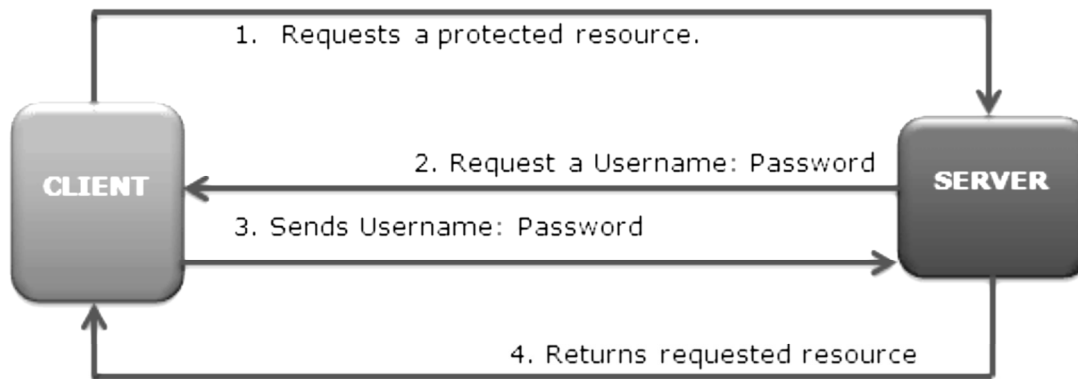 1. Requests a protected resource.
2. Request a Username: Password
CLIENT
SERVER
3. Sends Username: Password
4. Returns requested resource